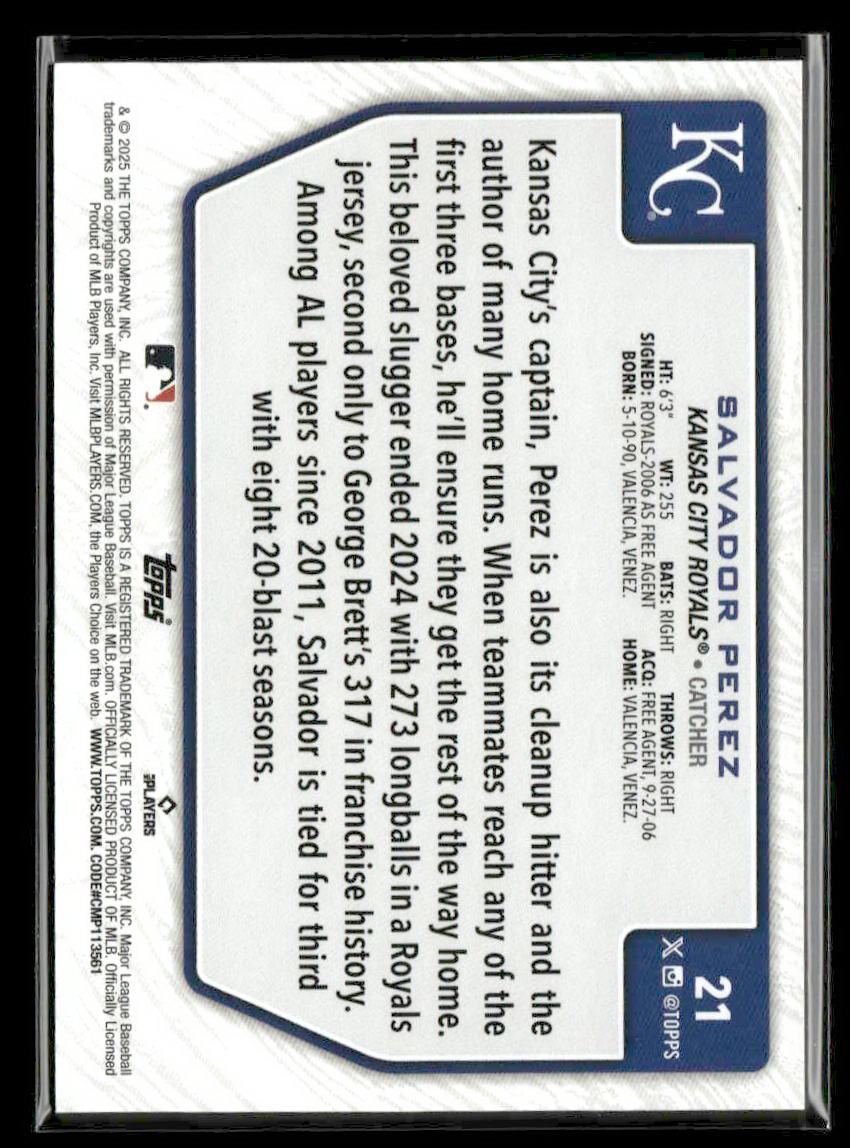 KC®
21
X @TOPPS
SALVADOR PEREZ
KANSAS CITY ROYALS® • CATCHER
HT: 6'3" WT: 255 BATS: RIGHT THROWS: RIGHT
SIGNED: ROYALS-2006 AS FREE AGENT ACQ: FREE AGENT, 9-27-06
BORN: 5-10-90, VALENCIA, VENEZ. HOME: VALENCIA, VENEZ.
Kansas City's captain, Perez is also its cleanup hitter and the
author of many home runs. When teammates reach any of the
first three bases, he'll ensure they get the rest of the way home.
This beloved slugger ended 2024 with 273 longballs in a Royals
jersey, second only to George Brett's 317 in franchise history.
Among AL players since 2011, Salvador is tied for third
with eight 20-blast seasons.
topps®
MLBPLAYERS
& © 2025 THE TOPPS COMPANY, INC. ALL RIGHTS RESERVED. TOPPS IS A REGISTERED TRADEMARK OF THE TOPPS COMPANY, INC. Major League Baseball
trademarks and copyrights are used with permission of Major League Baseball. Visit MLB.com. OFFICIALLY LICENSED PRODUCT OF MLB. Officially Licensed
Product of MLB Players, Inc. Visit MLBPLAYERS.COM, the Players Choice on the web. WWW.TOPPS.COM. CODE#CMP113561